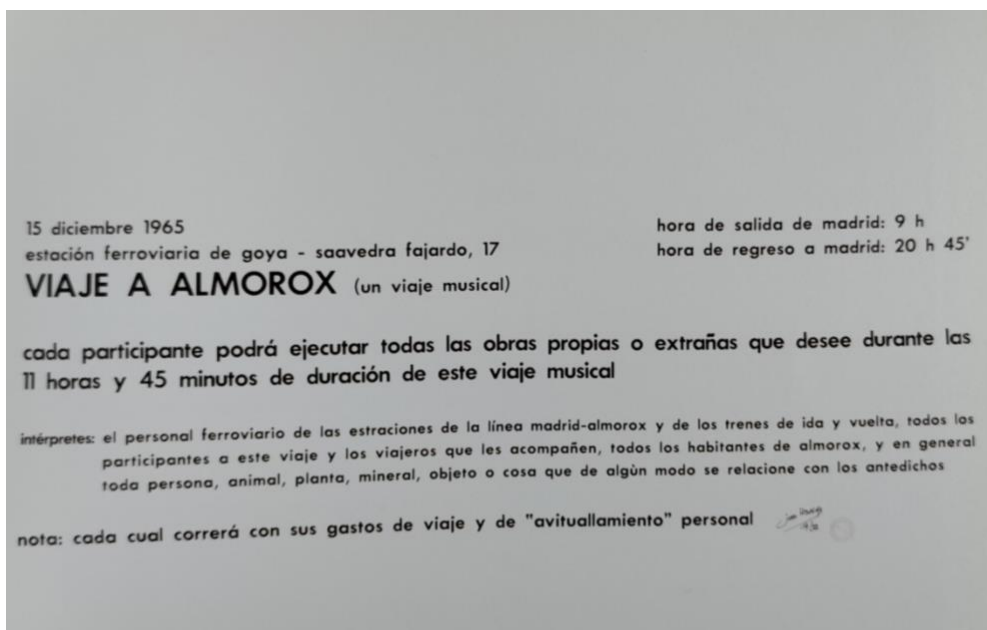 15 diciembre 1965
estación ferroviaria de goya - saavedra fajardo, 17
hora de salida de madrid: 9 h
hora de regreso a madrid: 20 h 45'
VIAJE A ALMOROX (un viaje musical)
cada participante podrá ejecutar todas las obras propias o extrañas que desee durante las
11 horas y 45 minutos de duración de este viaje musical
intérpretes: el personal ferroviario de las estraciones de la línea madrid-almorox y de los trenes de ida y vuelta, todos los
participantes a este viaje y los viajeros que les acompañen, todos los habitantes de almorox, y en general
toda persona, animal, planta, mineral, objeto o cosa que de algùn modo se relacione con los antedichos
nota: cada cual correrá con sus gastos de viaje y de "avituallamiento" personal